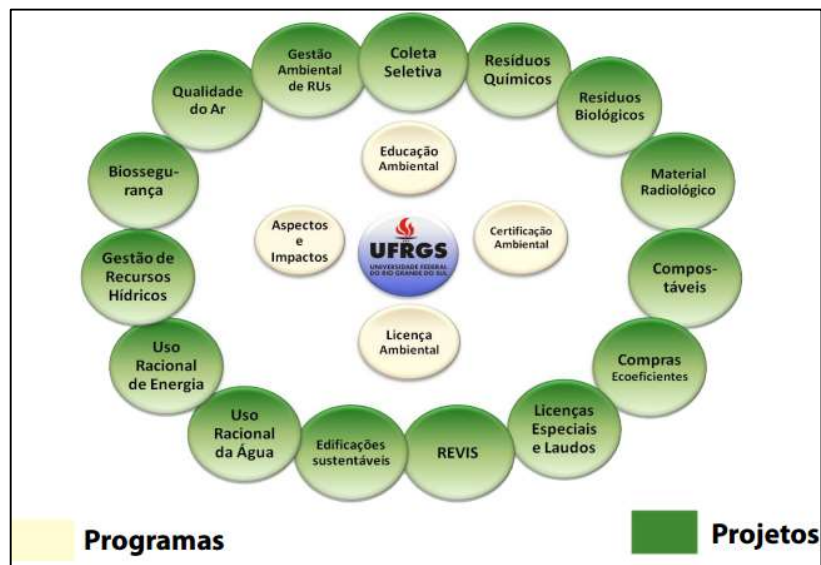 Coleta
Seletiva
Resíduos
Químicos
Resíduos
Biológicos
Material
Radiológico
Compos-
táveis
Compras
Ecoeficientes
Licenças
Especiais
e Laudos
REVIS
Edificações
sustentáveis
Uso
Racional
da Água
Uso
Racional
de Energia
Gestão de
Recursos
Hídricos
Biossegu-
rança
Qualidade
do Ar
Gestão
Ambiental
de RUs
Educação
Ambiental
Certificação
Ambiental
Licença
Ambiental
Aspectos
e
Impactos
UFRGS
UNIVERSIDADE FEDERAL
DO RIO GRANDE DO SUL
Programas
Projetos